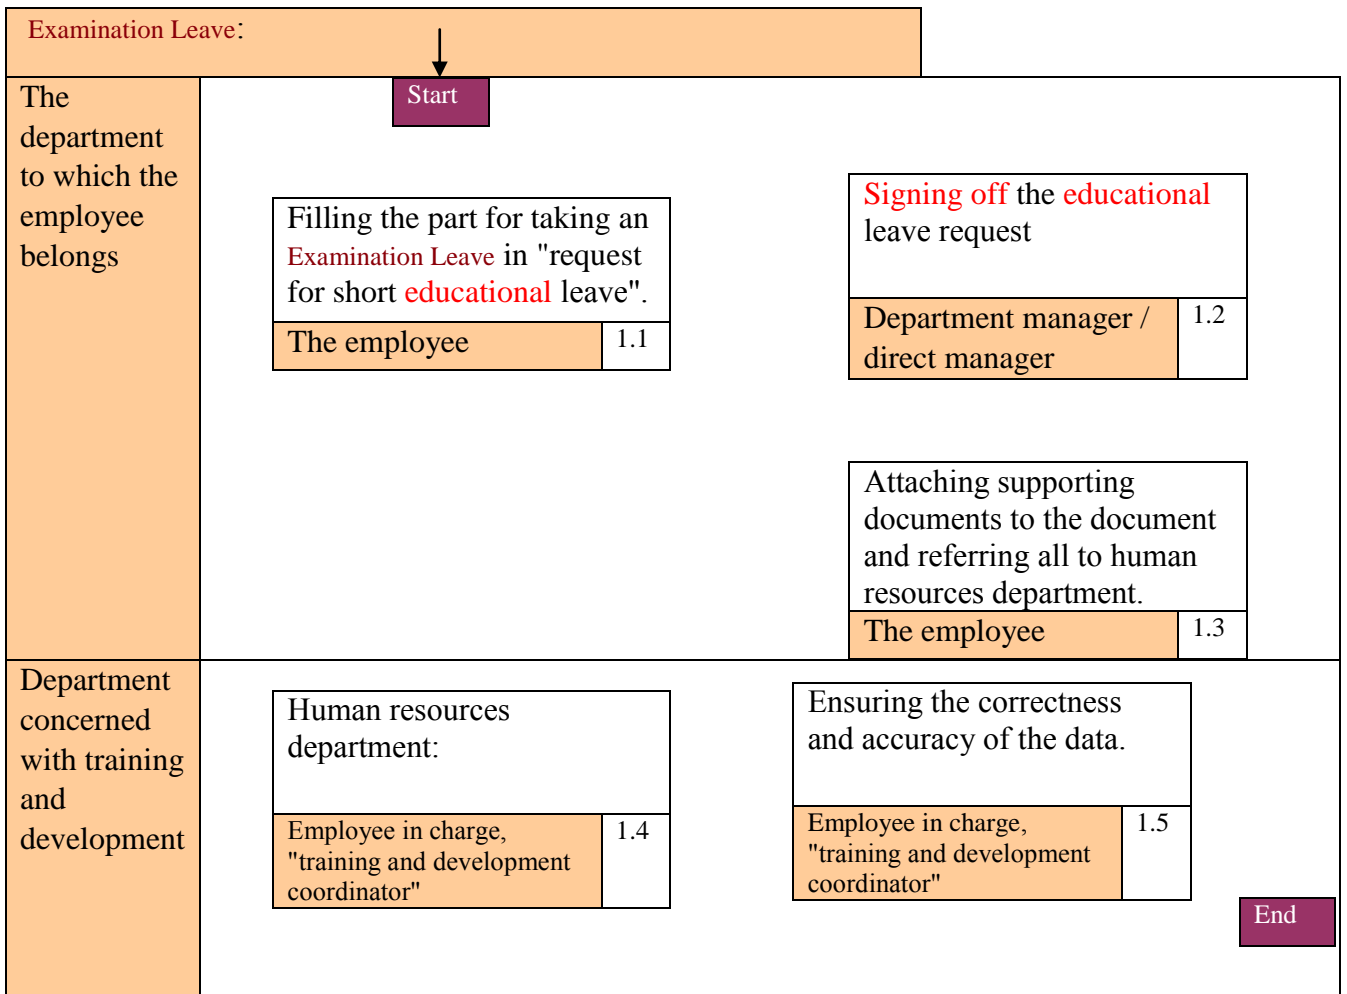 Examination Leave:
Start
The
department
to which the
employee
belongs
Filling the part for taking an
Examination Leave in "request
for short educational leave".
The employee
1.1
Signing off the educational
leave request
Department manager /
direct manager
1.2
Attaching supporting
documents to the document
and referring all to human
resources department.
The employee
1.3
Department
concerned
with training
and
development
Human resources
department:
Employee in charge,
"training and development
coordinator"
1.4
Ensuring the correctness
and accuracy of the data.
Employee in charge,
"training and development
coordinator"
1.5
End